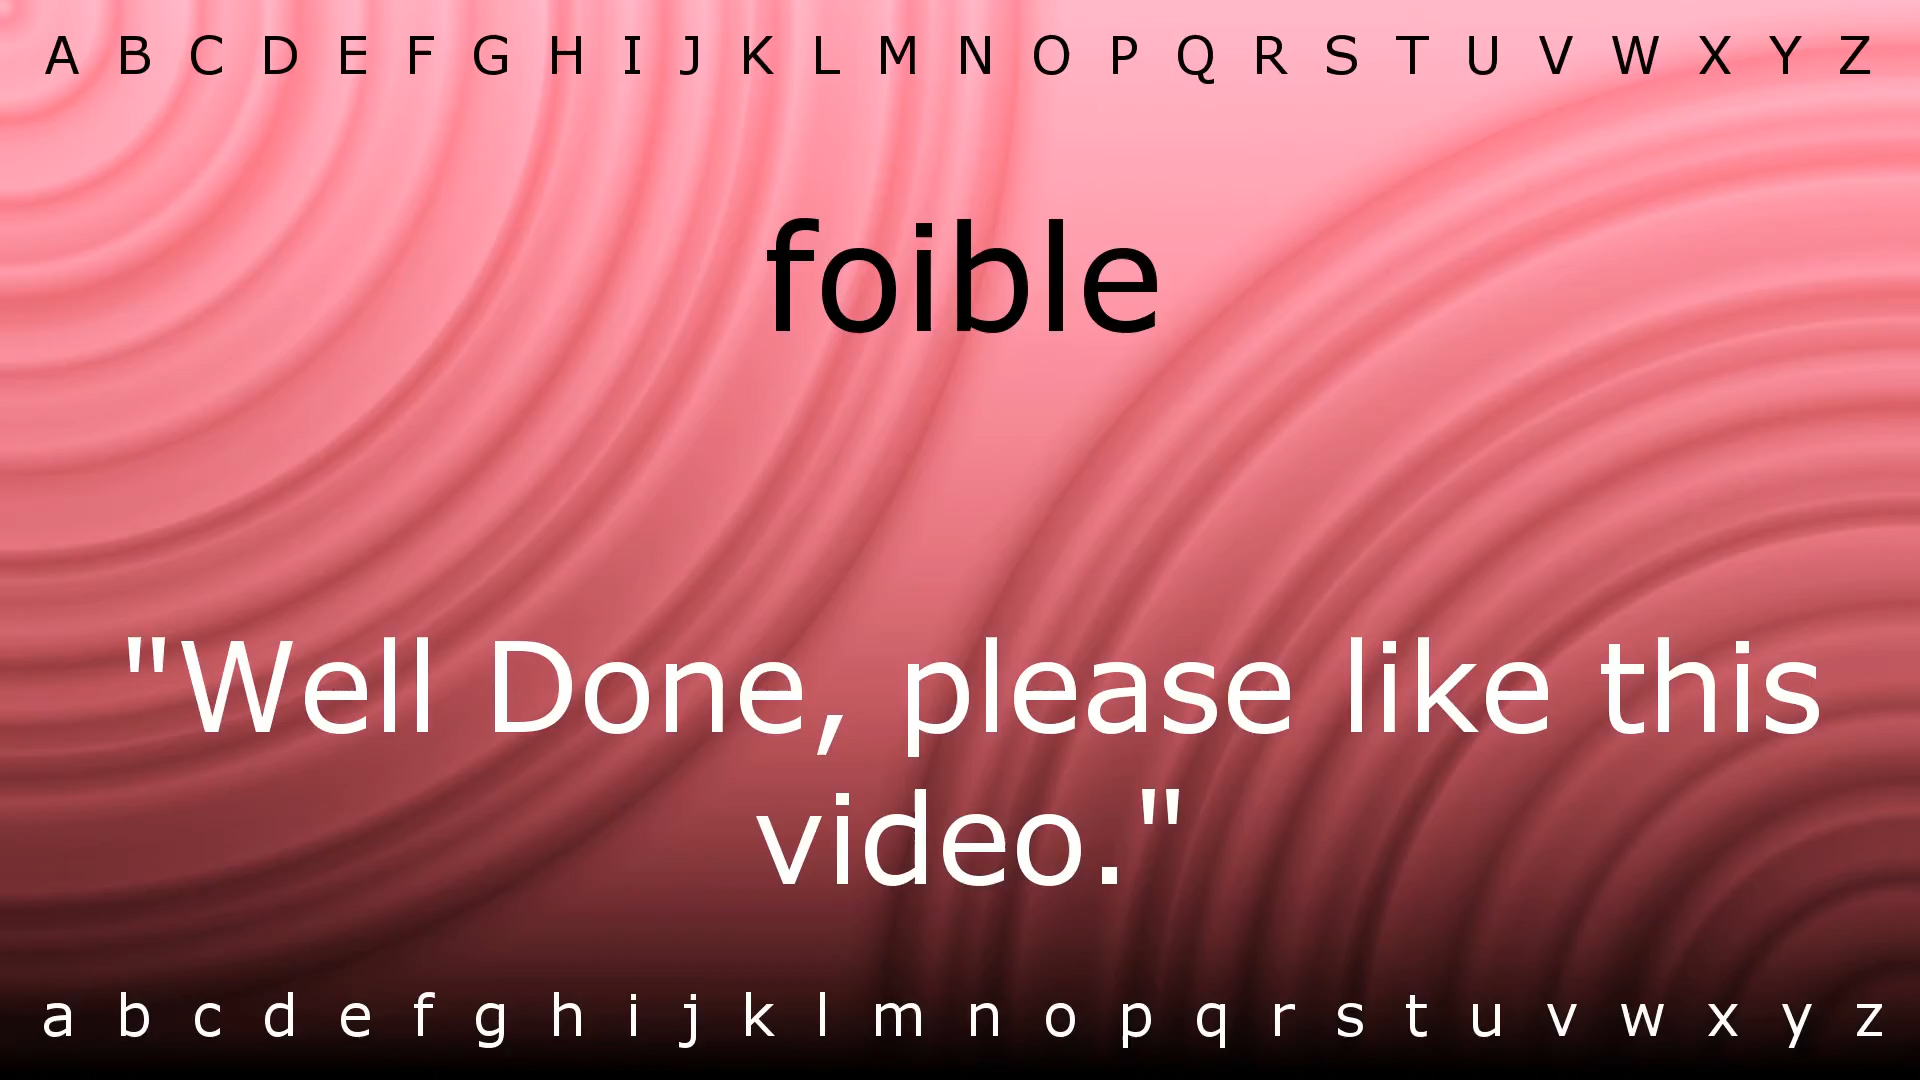 A B C D E F G H I J K L M N O P Q R S T U V W X Y Z
foible
"Well Done, please like this
video."
a b c d e f g h i j k l m n o p q r s t u v w x y z